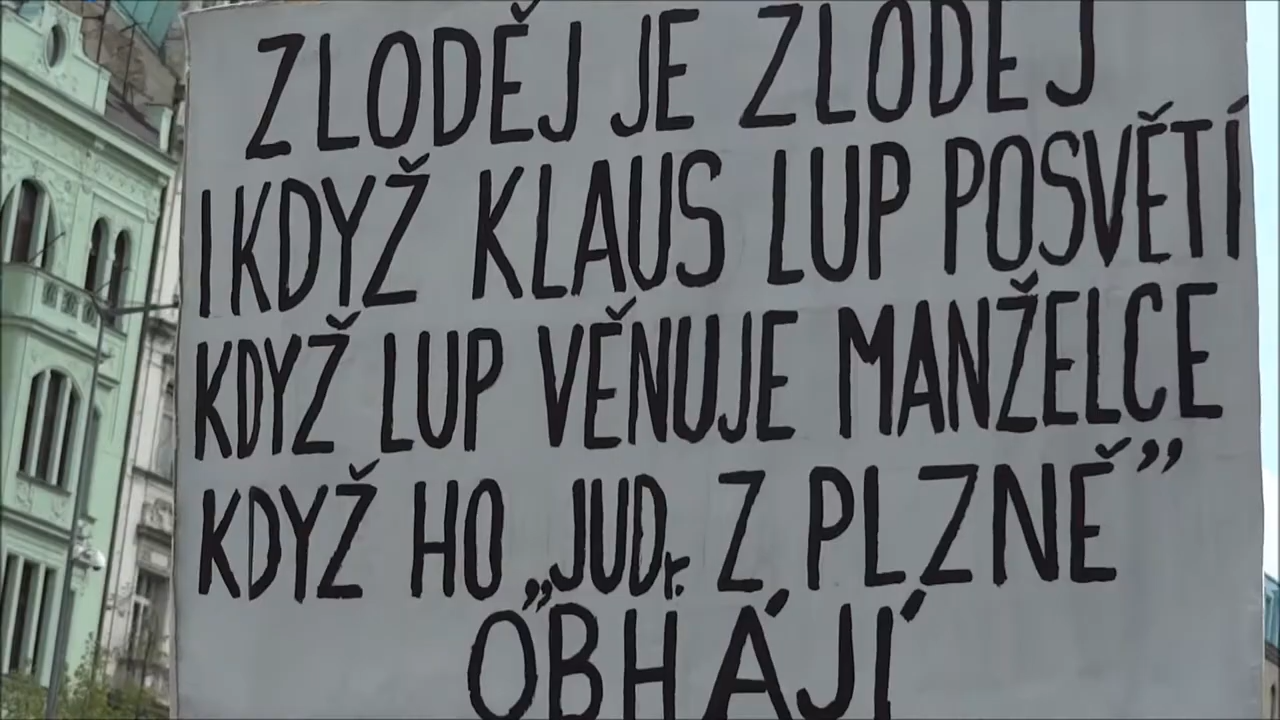 ZLODĚJ JE ZLODĚJ
I KDYŽ KLAUS LUP POSVĚTÍ
KDYŽ LUP VĚNUJE MANŽELCE
KDYŽ HO „JUDr. Z PLZNĚ”
OBHÁJÍ